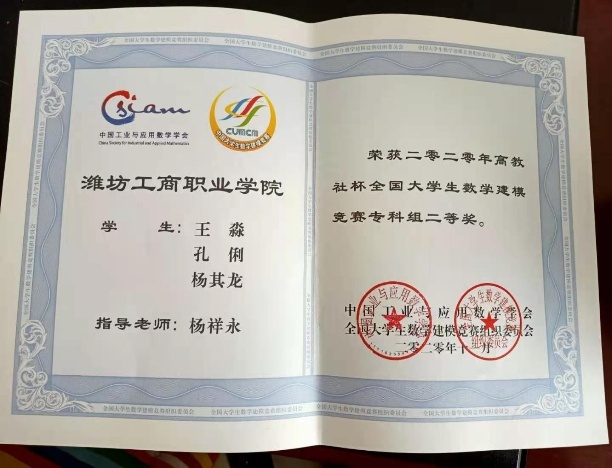 CSIAM
中国工业与应用数学学会
China Society for Industrial and Applied Mathematics
CUMCM
潍坊工商职业学院
学 生：王 淼
孔 俐
杨其龙
指导老师：杨祥永
荣获二零二零年高教
社杯全国大学生数学建模
竞赛专科组二等奖。
中国工业与应用数学学会
全国大学生数学建模竞赛组织委员会
二零二零年十一月